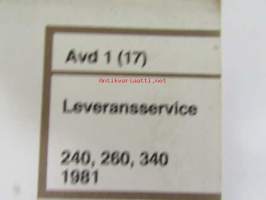 Avd 1 (17)
antikvariaatti.net
Leveransservice
240, 260, 340
1981